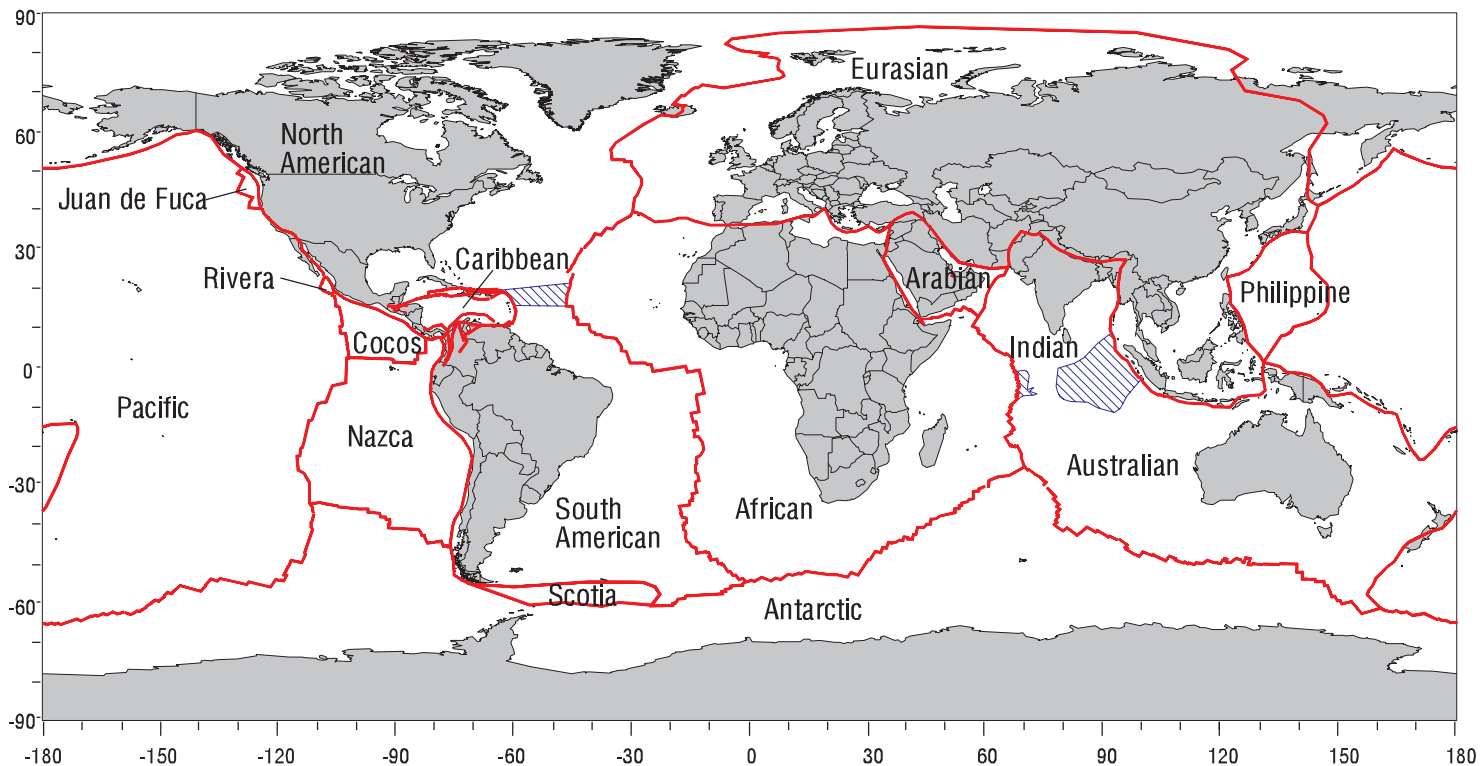 90
60
30
0
-30
-60
-90
Eurasian
North
American
Juan de Fuca
Caribbean
Rivera
Arabian
Philippine
Cocos
Indian
Pacific
Nazca
Australian
South
American
African
Scotia
Antarctic
-180
-150
-120
-90
-60
-30
0
30
60
90
120
150
180